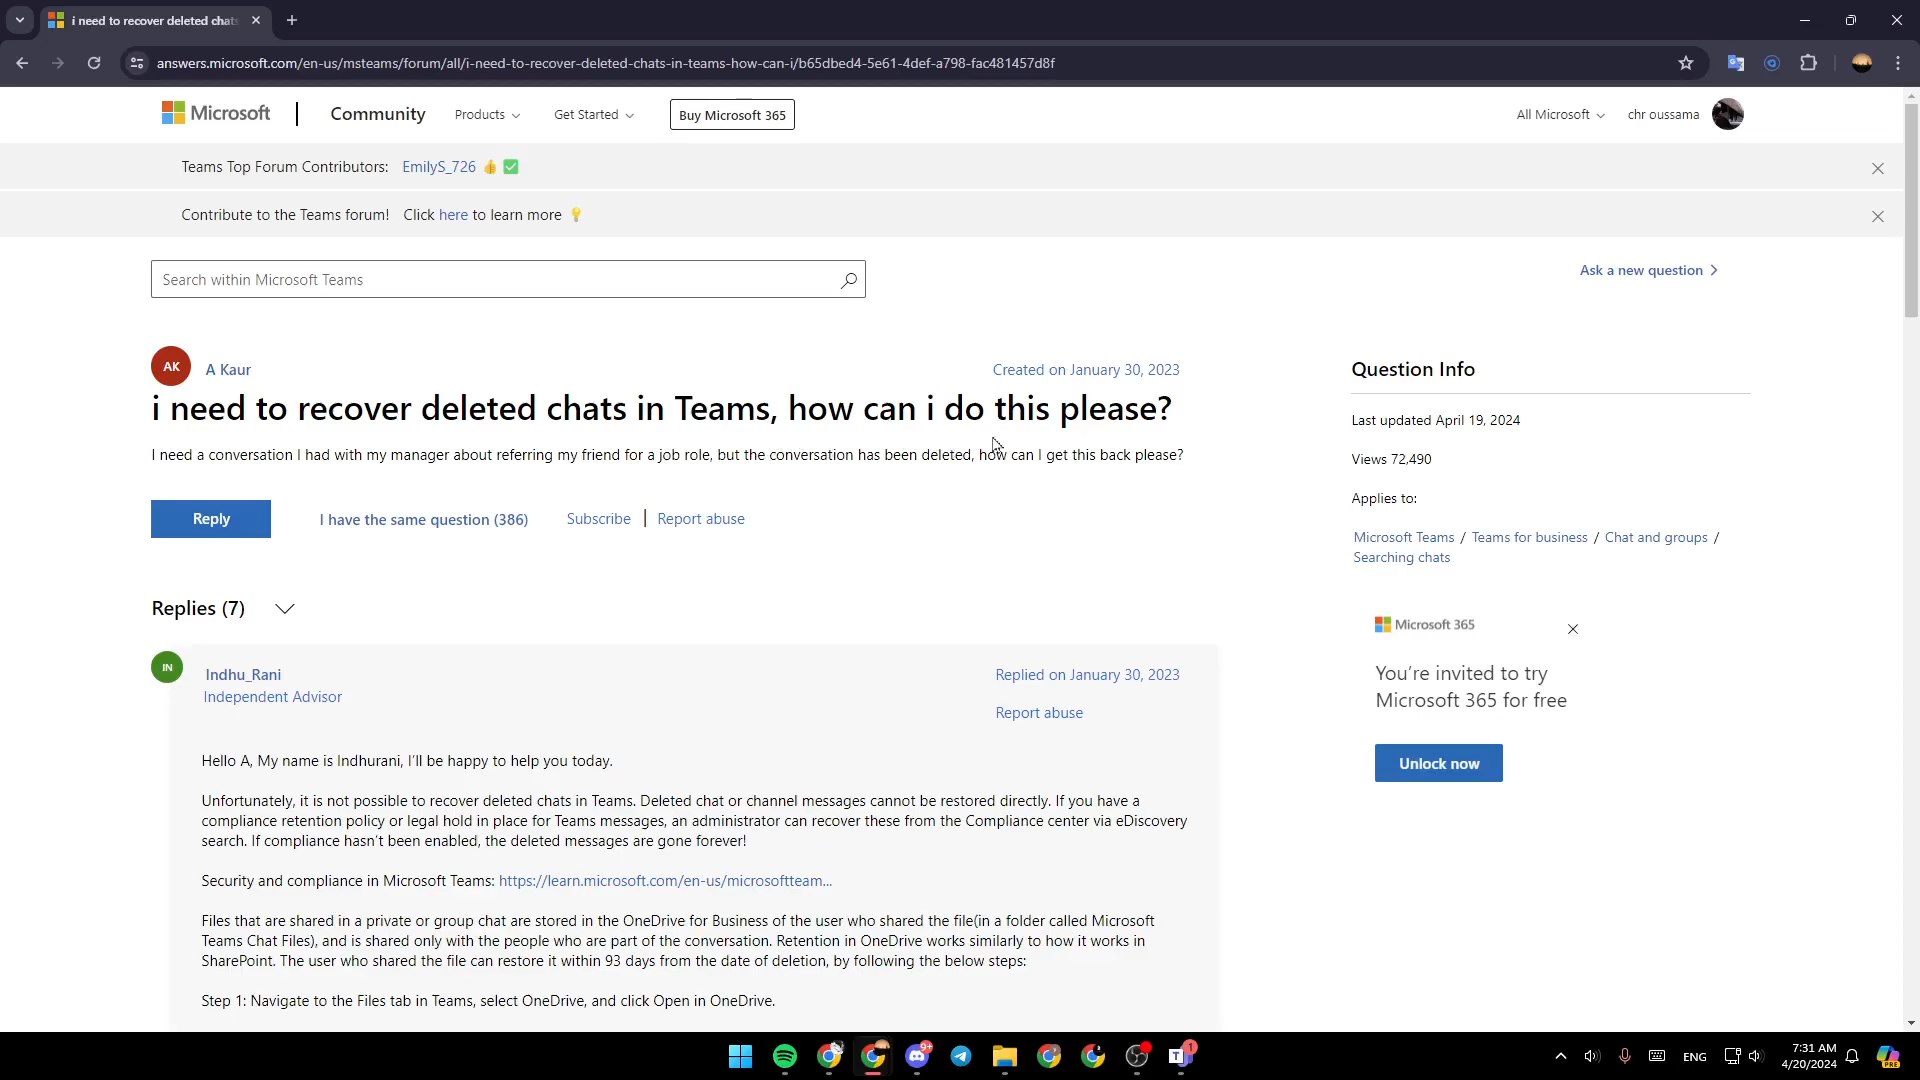 i need to recover deleted chats
answers.microsoft.com/en-us/msteams/forum/all/i-need-to-recover-deleted-chats-in-teams-how-can-i/b65dbed4-5e61-4def-a798-fac481457d8f
Microsoft Community Products Get Started Buy Microsoft 365 All Microsoft chr oussama
Teams Top Forum Contributors: EmilyS_726 👍 ✅
Contribute to the Teams forum! Click here to learn more 💡
Search within Microsoft Teams
Ask a new question
AK A Kaur Created on January 30, 2023
i need to recover deleted chats in Teams, how can i do this please?
I need a conversation I had with my manager about referring my friend for a job role, but the conversation has been deleted, how can I get this back please?
Reply I have the same question (386) Subscribe | Report abuse
Question Info
Last updated April 19, 2024
Views 72,490
Applies to:
Microsoft Teams / Teams for business / Chat and groups /
Searching chats
Replies (7)
IN Indhu_Rani Replied on January 30, 2023
Independent Advisor
Report abuse
Hello A, My name is Indhurani, I'll be happy to help you today.
Unfortunately, it is not possible to recover deleted chats in Teams. Deleted chat or channel messages cannot be restored directly. If you have a
compliance retention policy or legal hold in place for Teams messages, an administrator can recover these from the Compliance center via eDiscovery
search. If compliance hasn't been enabled, the deleted messages are gone forever!
Security and compliance in Microsoft Teams: https://learn.microsoft.com/en-us/microsoftteam...
Files that are shared in a private or group chat are stored in the OneDrive for Business of the user who shared the file(in a folder called Microsoft
Teams Chat Files), and is shared only with the people who are part of the conversation. Retention in OneDrive works similarly to how it works in
SharePoint. The user who shared the file can restore it within 93 days from the date of deletion, by following the below steps:
Step 1: Navigate to the Files tab in Teams, select OneDrive, and click Open in OneDrive.
Microsoft 365
You're invited to try
Microsoft 365 for free
Unlock now
9+
1
ENG
7:31 AM
4/20/2024
PRE